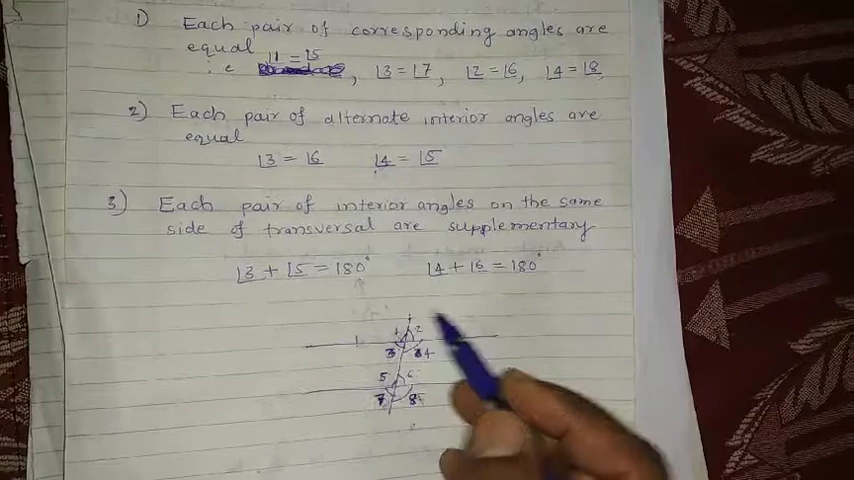 1) Each pair of corresponding angles are
equal ∠1 = ∠5
i.e , ∠3 = ∠7, ∠2 = ∠6, ∠4 = ∠8,
2) Each pair of alternate interior angles are
equal
∠3 = ∠6 ∠4 = ∠5
3) Each pair of interior angles on the same
side of transversal are supplementary
∠3 + ∠5 = 180° ∠4 + ∠6 = 180°
1 2
3 4
5 6
7 8